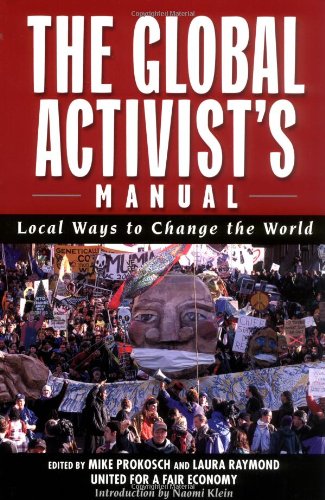 THE GLOBAL
ACTIVIST'S
MANUAL
Local Ways to Change the World
MUMIA
EDITED BY MIKE PROKOSCH AND LAURA RAYMOND
UNITED FOR A FAIR ECONOMY
Introduction by Naomi Klein